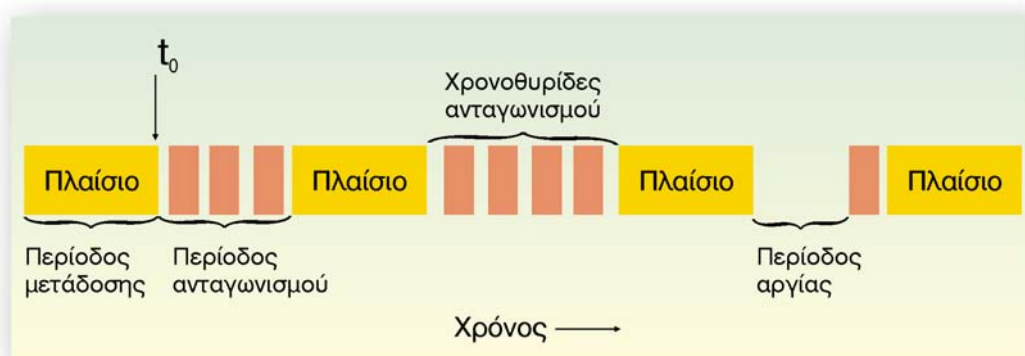 t₀
Χρονοθυρίδες
ανταγωνισμού
Πλαίσιο
Πλαίσιο
Πλαίσιο
Πλαίσιο
Περίοδος
μετάδοσης
Περίοδος
ανταγωνισμού
Περίοδος
αργίας
Χρόνος